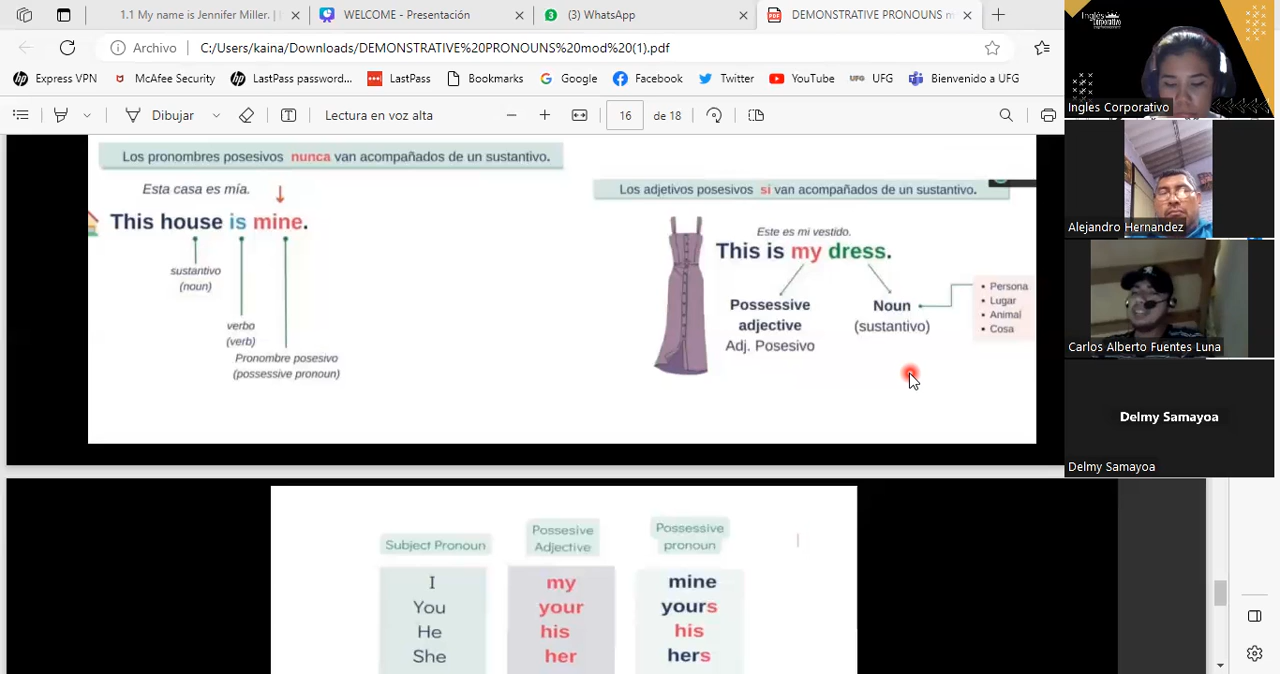 1.1 My name is Jennifer Miller. |
WELCOME - Presentación
(3) WhatsApp
DEMONSTRATIVE PRONOUNS m
Archivo
C:/Users/kaina/Downloads/DEMONSTRATIVE%20PRONOUNS%20mod%20(1).pdf
Express VPN
McAfee Security
LastPass password...
LastPass
Bookmarks
Google
Facebook
Twitter
YouTube
UFG
UFG
Bienvenido a UFG
Dibujar
Lectura en voz alta
16
de 18
Los pronombres posesivos nunca van acompañados de un sustantivo.
Esta casa es mía.
This house is mine.
sustantivo
(noun)
verbo
(verb)
Pronombre posesivo
(possessive pronoun)
Los adjetivos posesivos sí van acompañados de un sustantivo.
Este es mi vestido.
This is my dress.
Possessive
adjective
Adj. Posesivo
Noun
(sustantivo)
• Persona
• Lugar
• Animal
• Cosa
Subject Pronoun
Possesive
Adjective
Possessive
pronoun
I
my
mine
You
your
yours
He
his
his
She
her
hers
Inglés
Corporativo
Ingles Corporativo
Alejandro Hernandez
Carlos Alberto Fuentes Luna
Delmy Samayoa
Delmy Samayoa